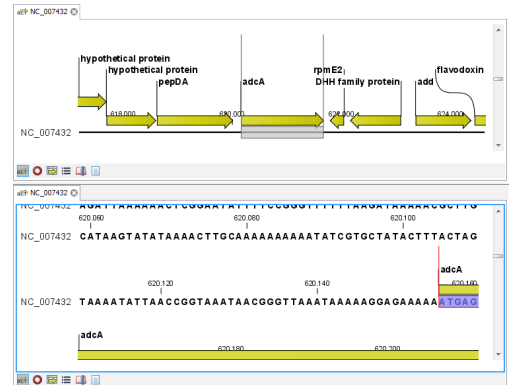 NC_007432
hypothetical protein
rpmE2
flavodoxin
hypothetical protein
DHH family protein
pepDA
adcA
add
618.000
620.000
622.000
624.000
NC_007432
NC_007432
NC_007432
620.060
620.080
620.100
NC_007432 CATAAGTATATAAAACTTGCAAAAAAAAAATATCGTGCTATACTTTACTAG
adcA
620.120
620.140
620.160
NC_007432 TAAAATATTAACCGGTAAATAACGGGTTAAATAAAAAGGAGAAAAAATGAG
adcA
620.180
620.200